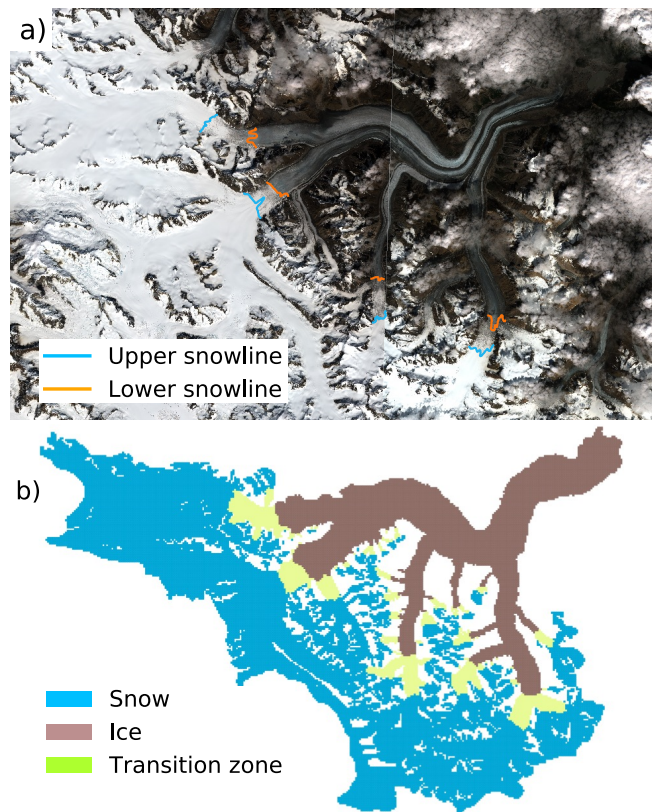 a)
Upper snowline
Lower snowline
b)
Snow
Ice
Transition zone